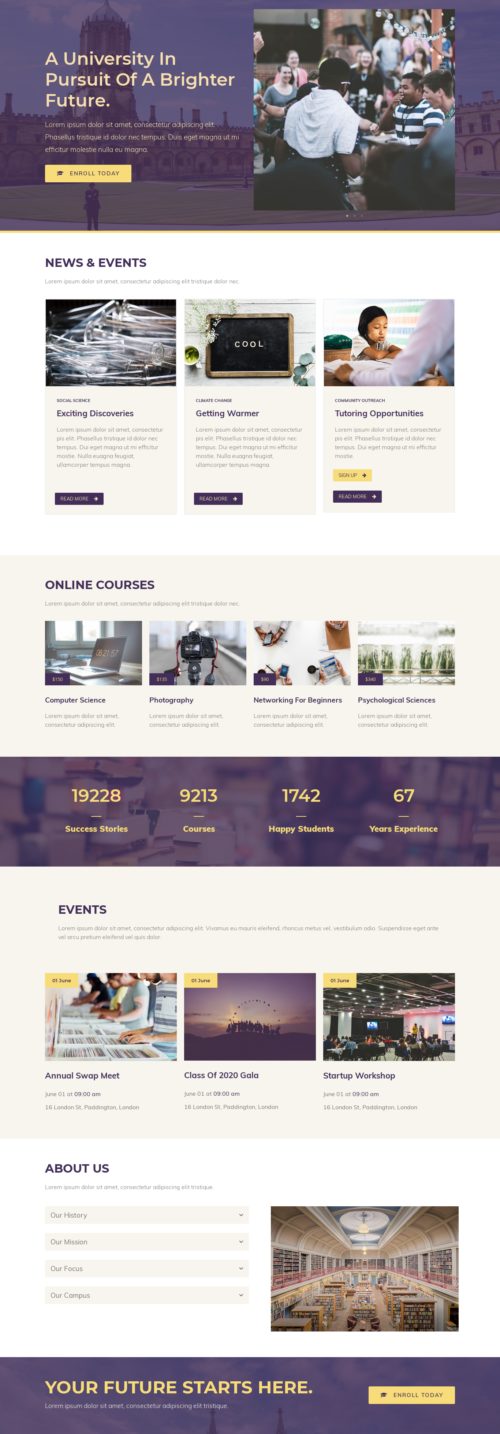 A University In
Pursuit Of A Brighter
Future.
Lorem ipsum dolor sit amet, consectetur adipiscing elit.
Phasellus tristique id dolor nec tempus. Duis eget magna ut mi
efficitur molestie nulla eu magna.
ENROLL TODAY
NEWS & EVENTS
Lorem ipsum dolor sit amet, consectetur adipiscing elit tristique dolor nec.
COOL
SOCIAL SCIENCE
Exciting Discoveries
Lorem ipsum dolor sit amet, consectetur
pis elit. Phasellus tristique id dolor nec
tempus. Dui eget magna ut mi efficitur
mostie. Nulla euagna feugiat,
ullamcorper tempus magna.
READ MORE
CLIMATE CHANGE
Getting Warmer
Lorem ipsum dolor sit amet, consectetur
pis elit. Phasellus tristique id dolor nec
tempus. Dui eget magna ut mi efficitur
mostie. Nulla euagna feugiat,
ullamcorper tempus magna.
READ MORE
COMMUNITY OUTREACH
Tutoring Opportunities
Lorem ipsum dolor sit amet, consectetur
pis elit. Phasellus tristique id dolor nec
tempus. Dui eget magna ut mi efficitur
mostie.
SIGN UP
READ MORE
ONLINE COURSES
Lorem ipsum dolor sit amet, consectetur adipiscing elit tristique dolor nec.
08:21:57
$150
Computer Science
Lorem ipsum dolor sit amet,
consectetur adipiscing elit.
$135
Photography
Lorem ipsum dolor sit amet,
consectetur adipiscing elit.
$90
Networking For Beginners
Lorem ipsum dolor sit amet,
consectetur adipiscing elit.
$340
Psychological Sciences
Lorem ipsum dolor sit amet,
consectetur adipiscing elit.
19228
Success Stories
9213
Courses
1742
Happy Students
67
Years Experience
EVENTS
Lorem ipsum dolor sit amet, consectetur adipiscing elit. Vivamus eu mauris eleifend, rhoncus metus vel, vestibulum odio. Suspendisse eget ante
vel arcu pretium eleifend vel quis dolor.
01 June
Annual Swap Meet
June 01 at 09:00 am
16 London St, Paddington, London
01 June
Class Of 2020 Gala
June 01 at 09:00 am
16 London St, Paddington, London
01 June
Startup Workshop
June 01 at 09:00 am
16 London St, Paddington, London
ABOUT US
Lorem ipsum dolor sit amet, consectetur adipiscing elit tristique.
Our History
Our Mission
Our Focus
Our Campus
YOUR FUTURE STARTS HERE.
Lorem ipsum dolor sit amet, consectetur adipiscing elit tristique.
ENROLL TODAY